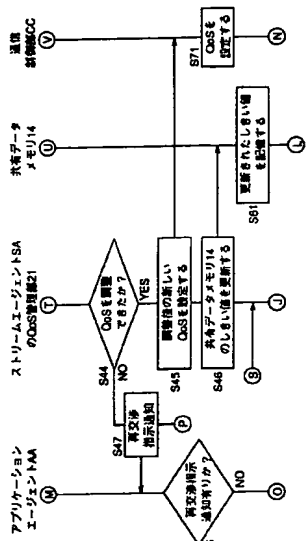 アプリケーション
エージェントAA
ストリームエージェントSA
のQoS管理部21
共有データ
メモリ14
通信
制御部CC
M
T
U
V
S44
QoSを調整
できたか?
NO
YES
S47
再交渉
指示通知
P
S45
調整後の新しい
QoSを設定する
S71
QoSを
設定する
N
S46
共有データメモリ14
のしきい値を更新する
S61
更新されたしきい値
を記憶する
L
再交渉指示
通知有りか?
NO
O
S
J